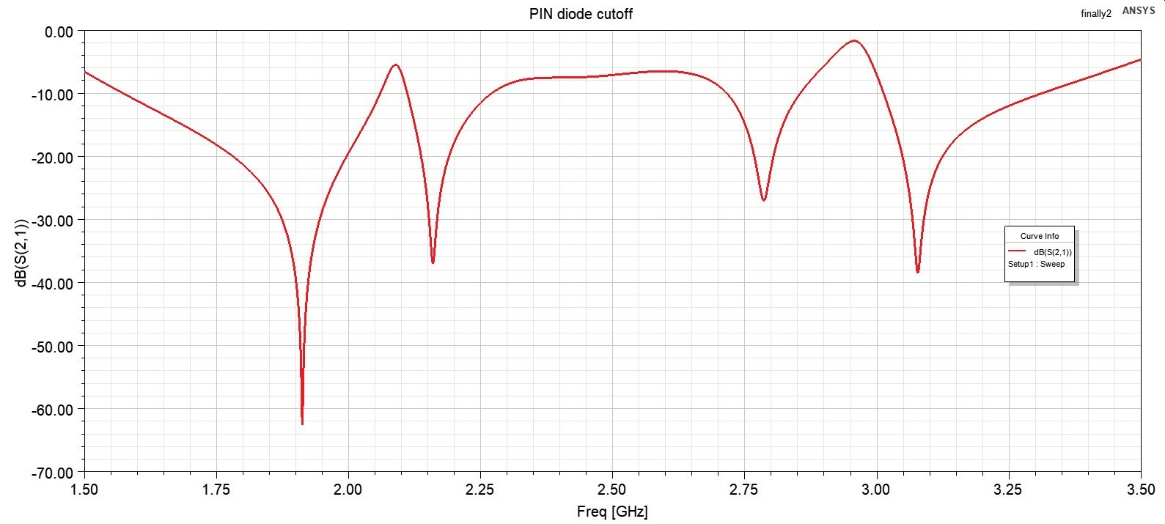 PIN diode cutoff
finally2 ANSYS
0.00
-10.00
-20.00
-30.00
-40.00
-50.00
-60.00
-70.00
dB(S(2,1))
Curve Info
dB(S(2,1))
Setup1 : Sweep
1.50 1.75 2.00 2.25 2.50 2.75 3.00 3.25 3.50
Freq [GHz]